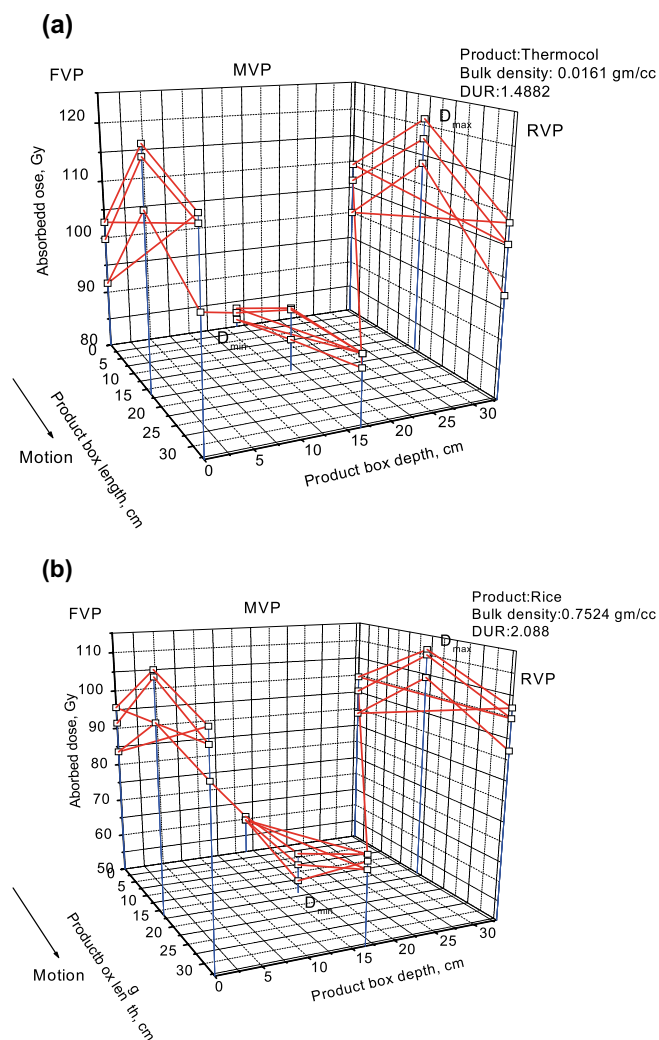 (a)
Product:Thermocol
Bulk density: 0.0161 gm/cc
DUR:1.4882
FVP
MVP
RVP
D max
120
110
100
90
80
Absorbedd ose, Gy
D min
0
5
10
15
20
25
30
Product box length, cm
Motion
0
5
10
15
20
25
30
Product box depth, cm
(b)
Product:Rice
Bulk density:0.7524 gm/cc
DUR:2.088
FVP
MVP
RVP
D max
110
100
90
80
70
60
50
Aborbed dose, Gy
D min
0
5
10
15
20
25
30
Productb ox len g th, cm
Motion
0
5
10
15
20
25
30
Product box depth, cm